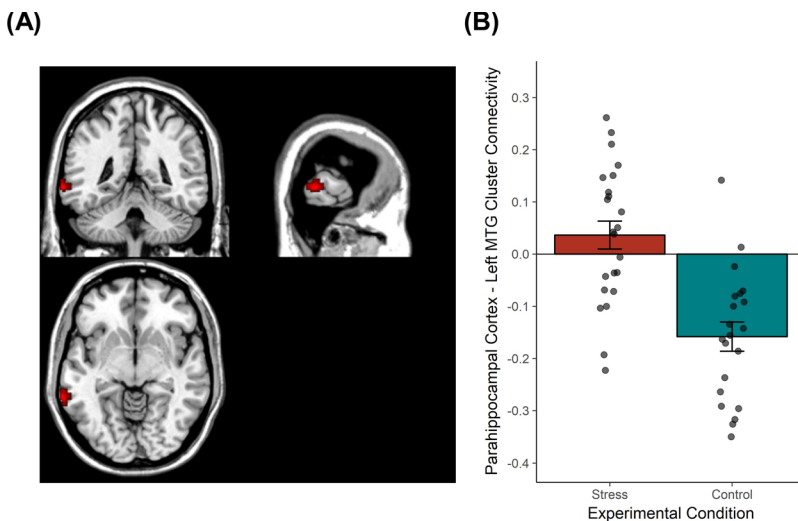 (A)
(B)
Parahippocampal Cortex - Left MTG Cluster Connectivity
0.3
0.2
0.1
0.0
-0.1
-0.2
-0.3
-0.4
Stress
Control
Experimental Condition